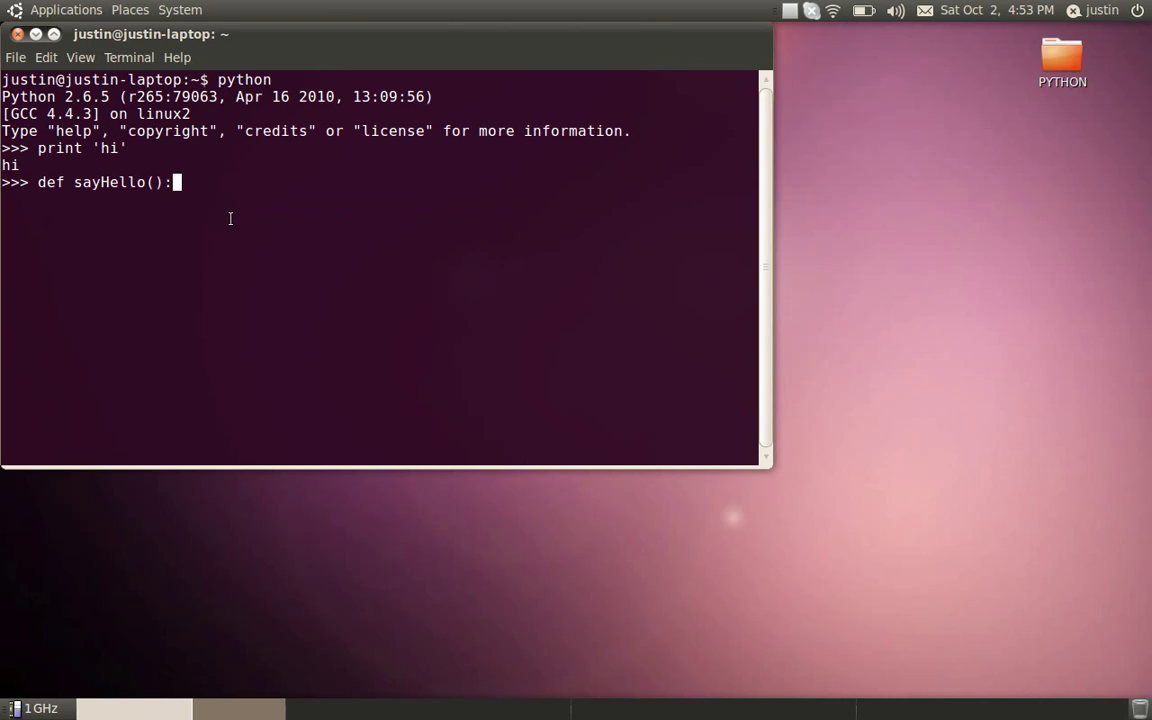 Applications Places System
Sat Oct 2, 4:53 PM justin
justin@justin-laptop: ~
File Edit View Terminal Help
justin@justin-laptop:~$ python
Python 2.6.5 (r265:79063, Apr 16 2010, 13:09:56)
[GCC 4.4.3] on linux2
Type "help", "copyright", "credits" or "license" for more information.
>>> print 'hi'
hi
>>> def sayHello():
PYTHON
1 GHz